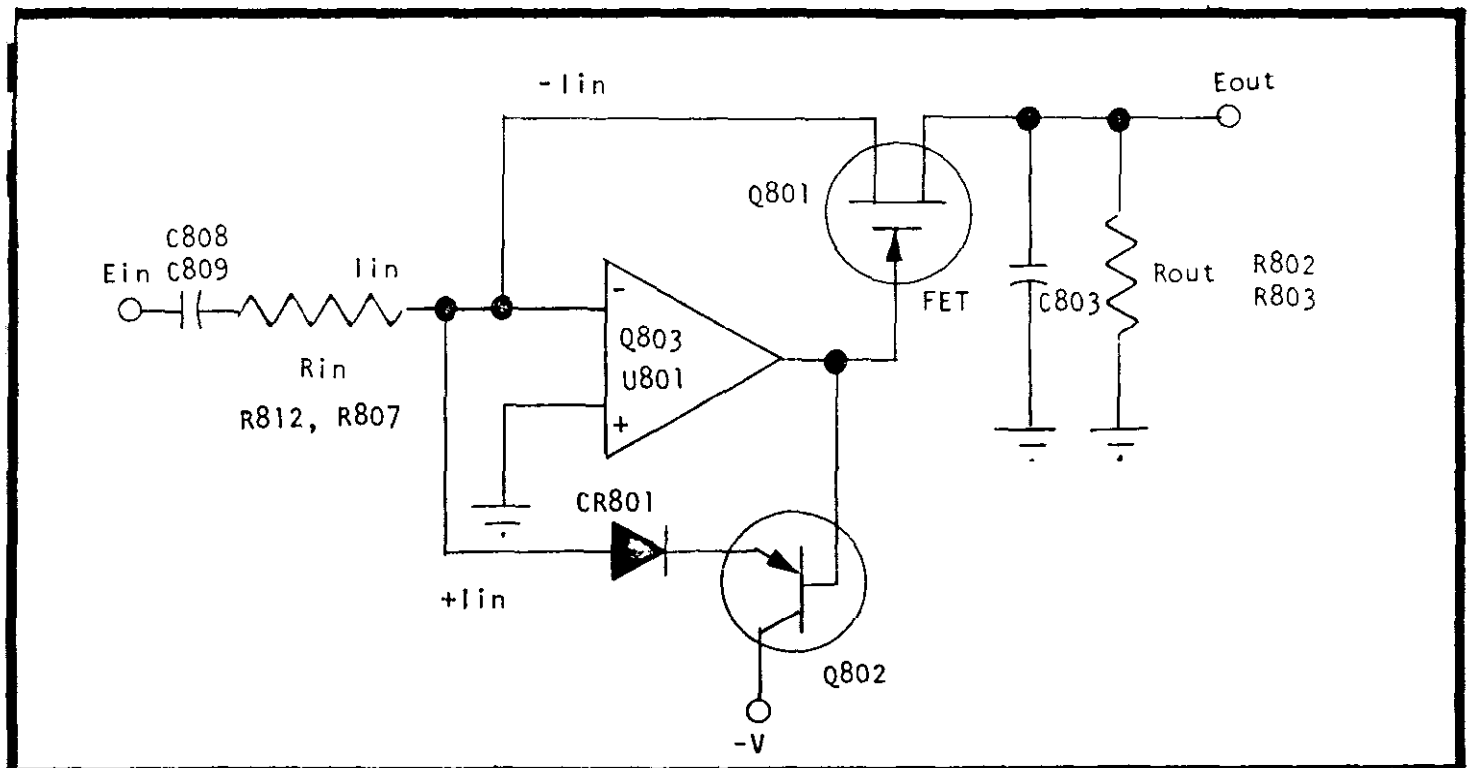 -Iin
Eout
Q801
C808
Ein C809
Iin
FET
C803
Rout R802
R803
-
Q803
U801
+
Rin
R812, R807
CR801
+Iin
Q802
-V